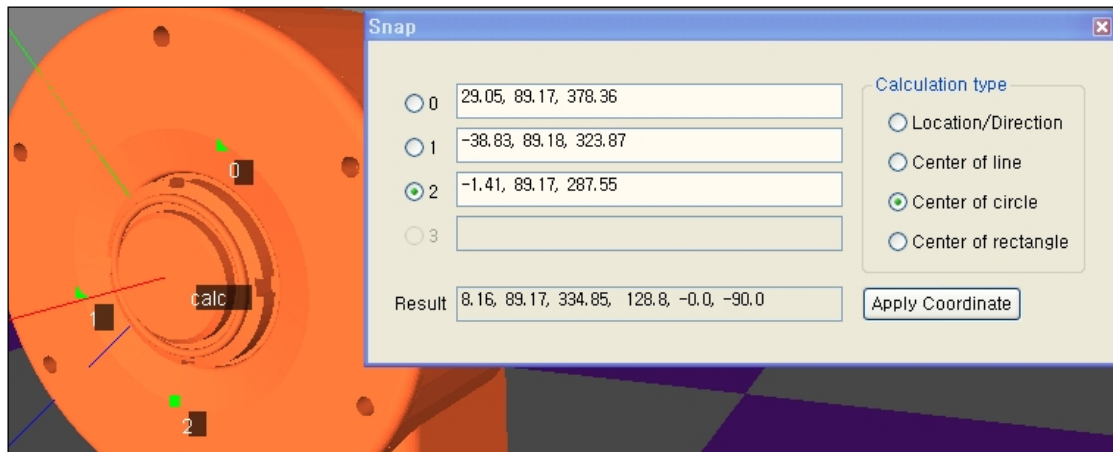 Snap
0 29.05, 89.17, 378.36
1 -38.83, 89.18, 323.87
2 -1.41, 89.17, 287.55
3
Result 8.16, 89.17, 334.85, 128.8, -0.0, -90.0
Calculation type
Location/Direction
Center of line
Center of circle
Center of rectangle
Apply Coordinate
0
calc
1
2